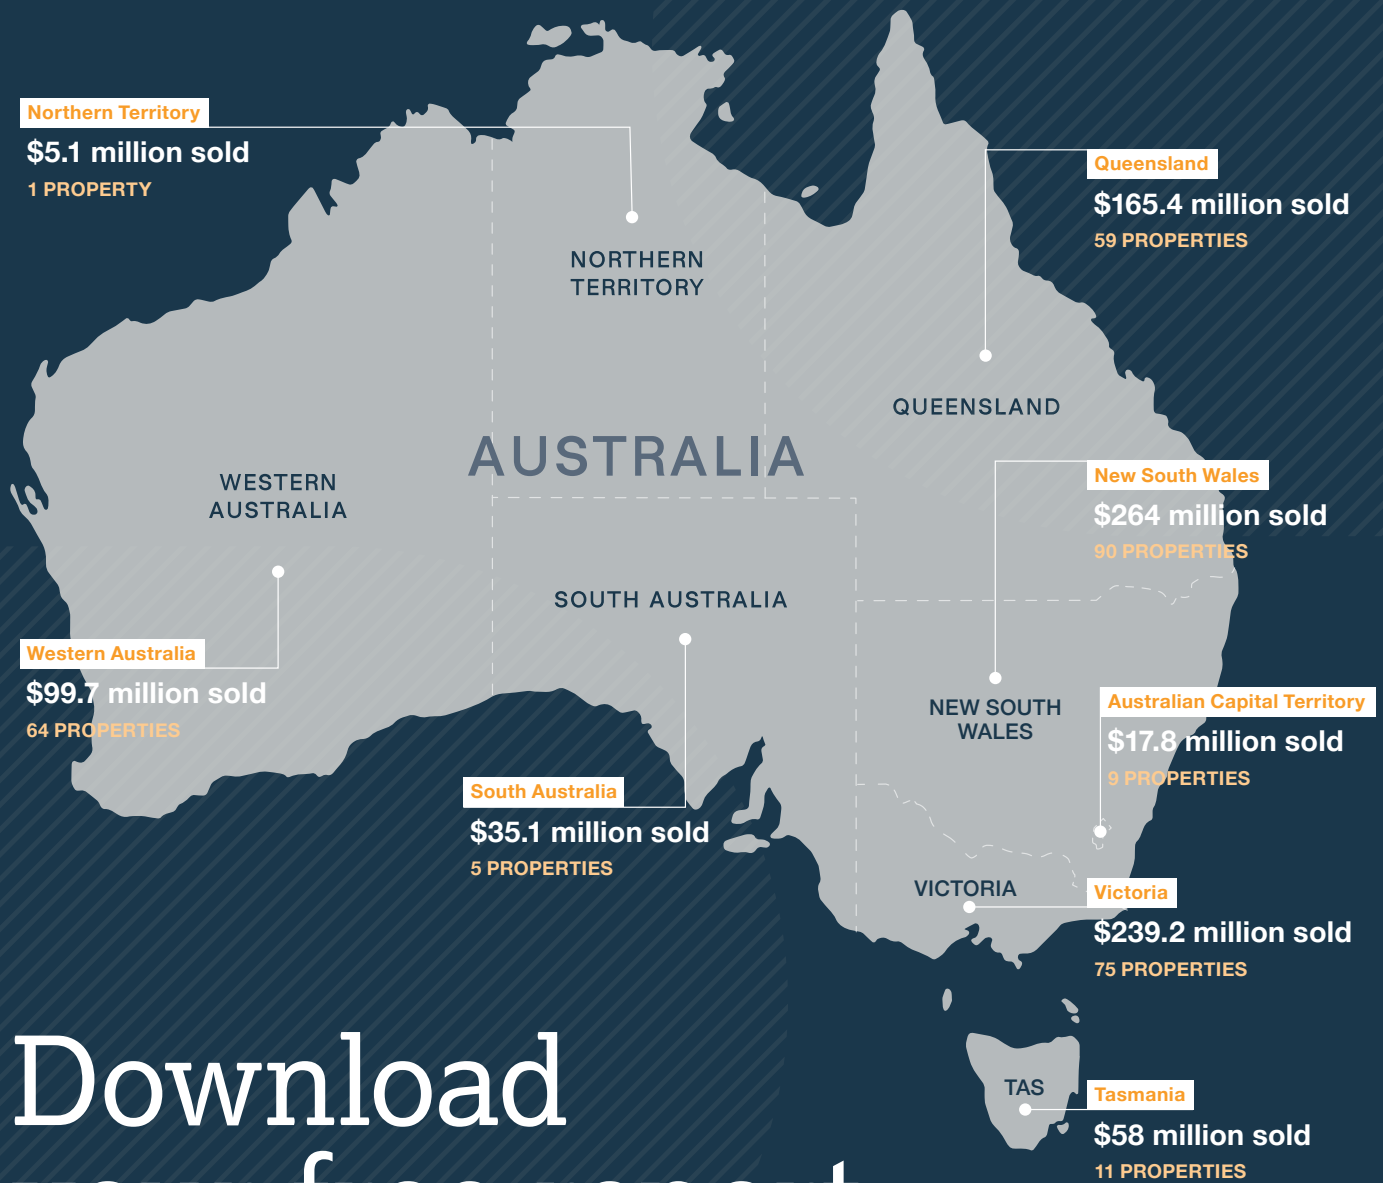 Northern Territory
$5.1 million sold
1 PROPERTY
Queensland
$165.4 million sold
59 PROPERTIES
NORTHERN
TERRITORY
QUEENSLAND
AUSTRALIA
WESTERN
AUSTRALIA
New South Wales
$264 million sold
90 PROPERTIES
SOUTH AUSTRALIA
Western Australia
$99.7 million sold
64 PROPERTIES
NEW SOUTH
WALES
Australian Capital Territory
$17.8 million sold
9 PROPERTIES
South Australia
$35.1 million sold
5 PROPERTIES
VICTORIA
Victoria
$239.2 million sold
75 PROPERTIES
TAS
Tasmania
$58 million sold
11 PROPERTIES
Download